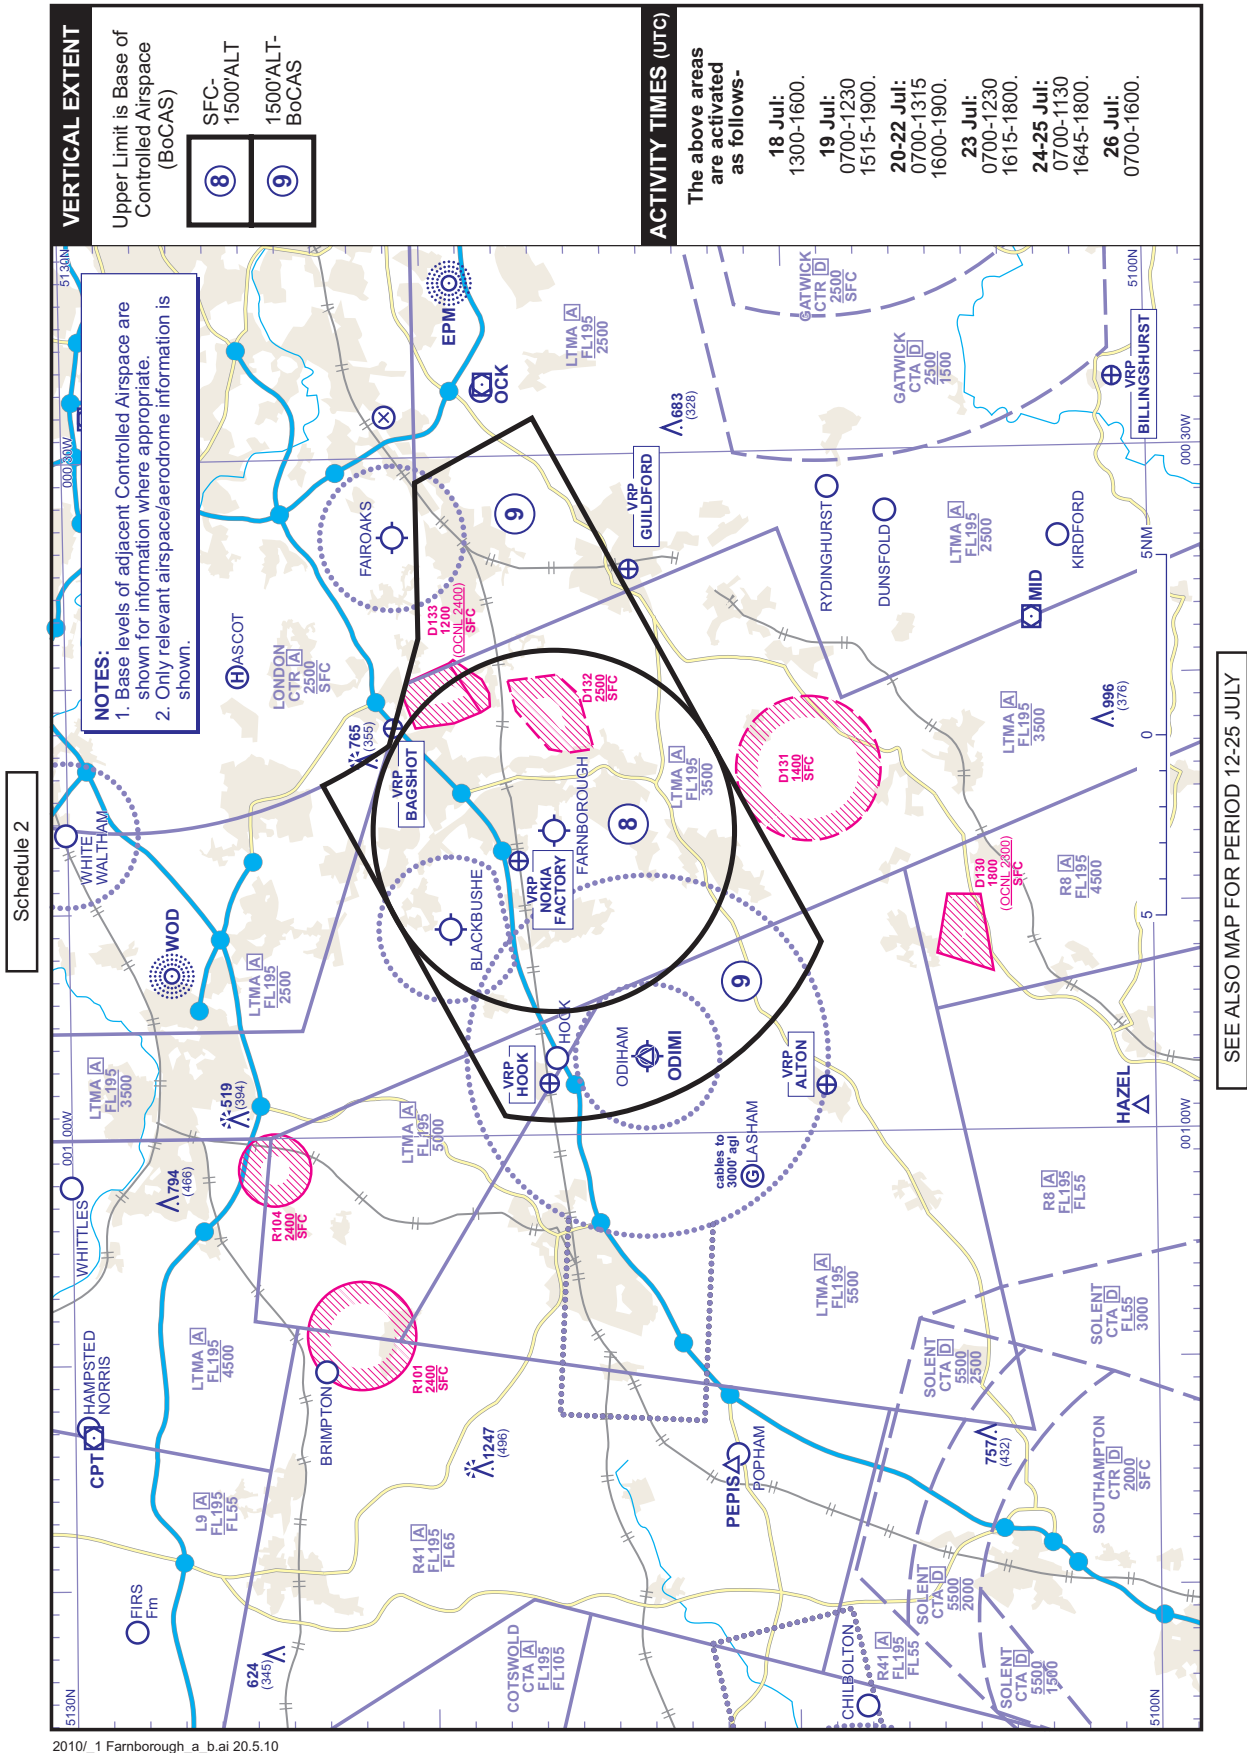 Schedule 2
VERTICAL EXTENT
Upper Limit is Base of
Controlled Airspace
(BoCAS)
8
SFC-
1500'ALT
9
1500'ALT-
BoCAS
ACTIVITY TIMES (UTC)
The above areas
are activated
as follows-
18 Jul:
1300-1600.
19 Jul:
0700-1230
1515-1900.
20-22 Jul:
0700-1315
1600-1900.
23 Jul:
0700-1230
1615-1800.
24-25 Jul:
0700-1130
1645-1800.
26 Jul:
0700-1600.
NOTES:
1. Base levels of adjacent Controlled Airspace are
shown for information where appropriate.
2. Only relevant airspace/aerodrome information is
shown.
5130N
001 00W
000 30W
5130N
CPT
HAMPSTED
NORRIS
WHITTLES
WHITE
WALTHAM
FIRS
Fm
L9 A
FL195
FL55
LTMA A
FL195
4500
LTMA A
FL195
3500
794
(466)
519
(394)
WOD
LTMA A
FL195
2500
H
ASCOT
LONDON
CTR A
2500
SFC
624
(345)
R104
2400
SFC
BRIMPTON
R101
2400
SFC
765
(355)
VRP
BAGSHOT
FAIROAKS
R41 A
FL195
FL65
1247
(496)
LTMA A
FL195
5000
BLACKBUSHE
D133
1200
(OCNL 2400)
SFC
EPM
OCK
COTSWOLD
CTA A
FL195
FL105
VRP
HOOK
HOOK
VRP
NOKIA
FACTORY
FARNBOROUGH
D132
2500
SFC
9
LTMA A
FL195
2500
ODIHAM
ODIMI
8
VRP
GUILDFORD
683
(328)
LTMA A
FL195
3500
cables to
3000' agl
G
LASHAM
9
PEPIS
POPHAM
VRP
ALTON
D131
1400
SFC
LTMA A
FL195
5500
RYDINGHURST
GATWICK
CTR D
2500
SFC
CHILBOLTON
R41 A
FL195
FL55
DUNSFOLD
GATWICK
CTA D
2500
1500
SOLENT
CTA D
5500
2000
SOLENT
CTA D
5500
2500
757
(432)
D130
1800
(OCNL 2800)
SFC
LTMA A
FL195
2500
SOLENT
CTA D
5500
1500
R8 A
FL195
FL55
R8 A
FL195
4500
LTMA A
FL195
3500
MID
KIRDFORD
SOUTHAMPTON
CTR D
2000
SFC
SOLENT
CTA D
FL55
3000
HAZEL
996
(376)
VRP
BILLINGSHURST
5
0
5NM
5100N
001 00W
000 30W
5100N
SEE ALSO MAP FOR PERIOD 12-25 JULY
2010/_1 Farnborough_a_b.ai 20.5.10